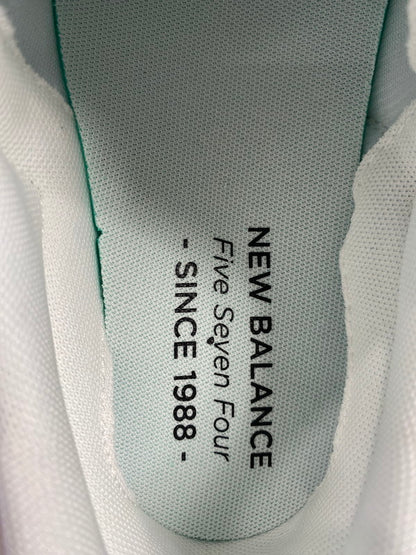 NEW BALANCE
Five Seven Four
- SINCE 1988 -